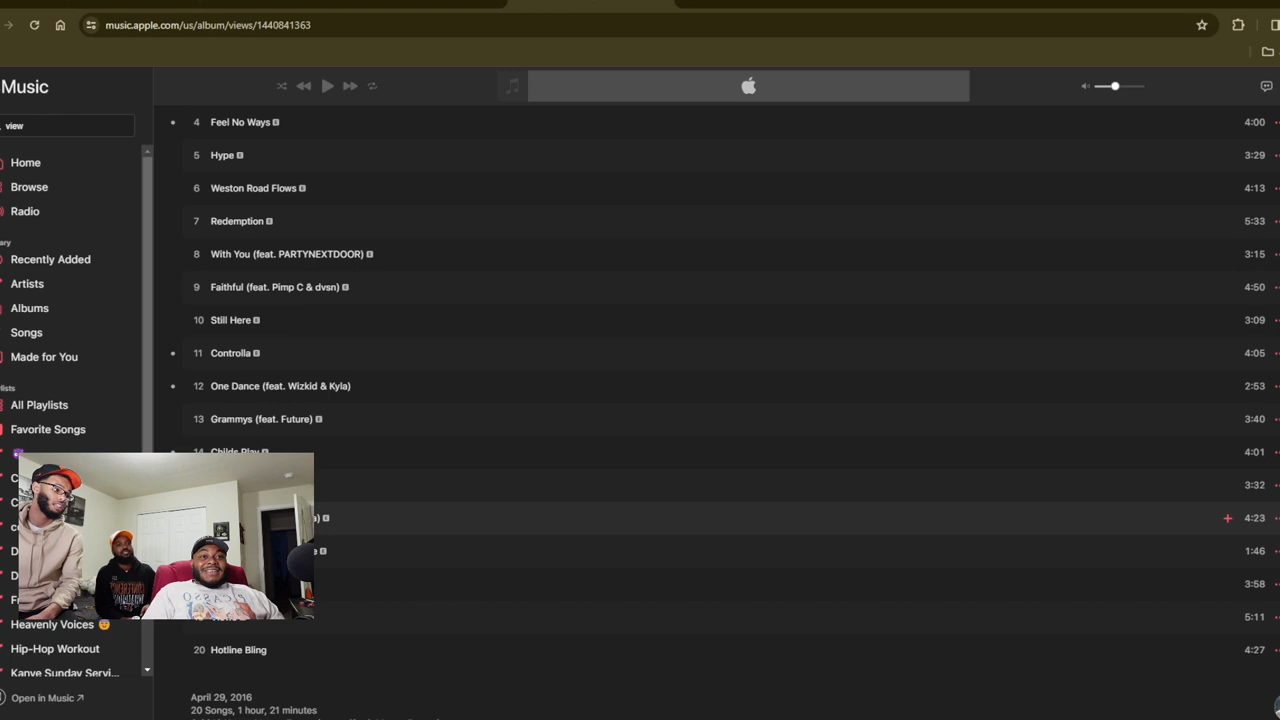 music.apple.com/us/album/views/1440841363
Music
view
Home
Browse
Radio
Recently Added
Artists
Albums
Songs
Made for You
All Playlists
Favorite Songs
Heavenly Voices 😇
Hip-Hop Workout
Kanye Sunday Servi...
Open in Music ↗
4 Feel No Ways E 4:00
5 Hype E 3:29
6 Weston Road Flows E 4:13
7 Redemption E 5:33
8 With You (feat. PARTYNEXTDOOR) E 3:15
9 Faithful (feat. Pimp C & dvsn) E 4:50
10 Still Here E 3:09
11 Controlla E 4:05
12 One Dance (feat. Wizkid & Kyla) 2:53
13 Grammys (feat. Future) E 3:40
14 Childs Play E 4:01
3:32
4:23
1:46
3:58
5:11
20 Hotline Bling 4:27
April 29, 2016
20 Songs, 1 hour, 21 minutes